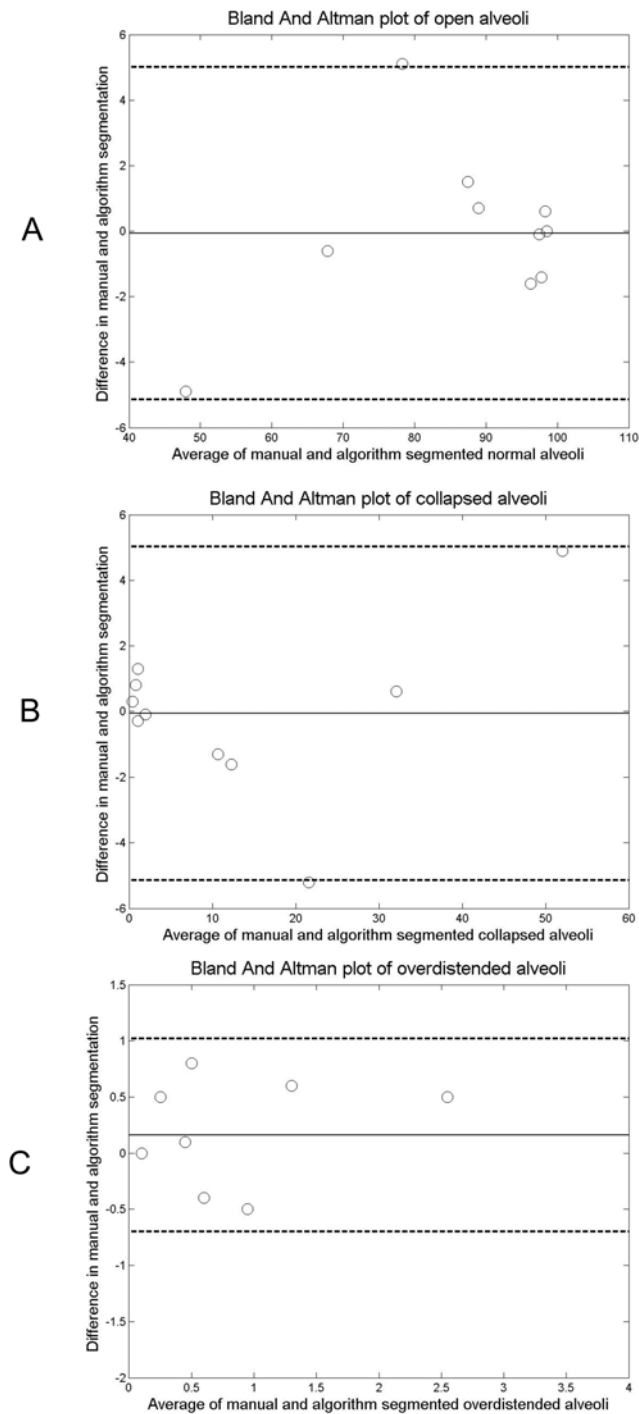 Bland And Altman plot of open alveoli
A
Difference in manual and algorithm segmentation
6
4
2
0
-2
-4
-6
40 50 60 70 80 90 100 110
Average of manual and algorithm segmented normal alveoli
Bland And Altman plot of collapsed alveoli
B
Difference in manual and algorithm segmentation
6
4
2
0
-2
-4
-6
0 10 20 30 40 50 60
Average of manual and algorithm segmented collapsed alveoli
Bland And Altman plot of overdistended alveoli
C
Difference in manual and algorithm segmentation
1.5
1
0.5
0
-0.5
-1
-2
0.5 1 1.5 2 2.5 3 3.5 4
Average of manual and algorithm segmented overdistended alveoli